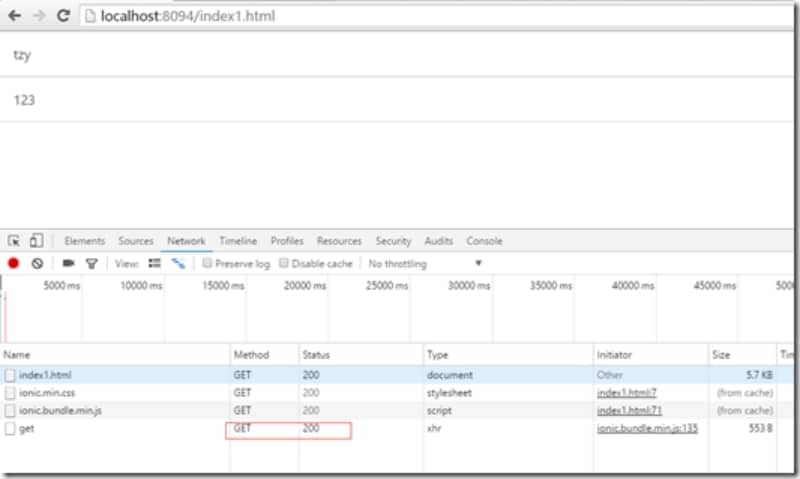 localhost:8094/index1.html
tzy
123
Elements Sources Network Timeline Profiles Resources Security Audits Console
View: Preserve log Disable cache No throttling
5000 ms 10000 ms 15000 ms 20000 ms 25000 ms 30000 ms 35000 ms 40000 ms 45000 ms 500
Name Method Status Type Initiator Size Tin
index1.html GET 200 document Other 5.7 KB
ionic.min.css GET 200 stylesheet index1.html:7 (from cache)
ionic.bundle.min.js GET 200 script index1.html:71 (from cache)
get GET 200 xhr ionic.bundle.min.js:135 553 B